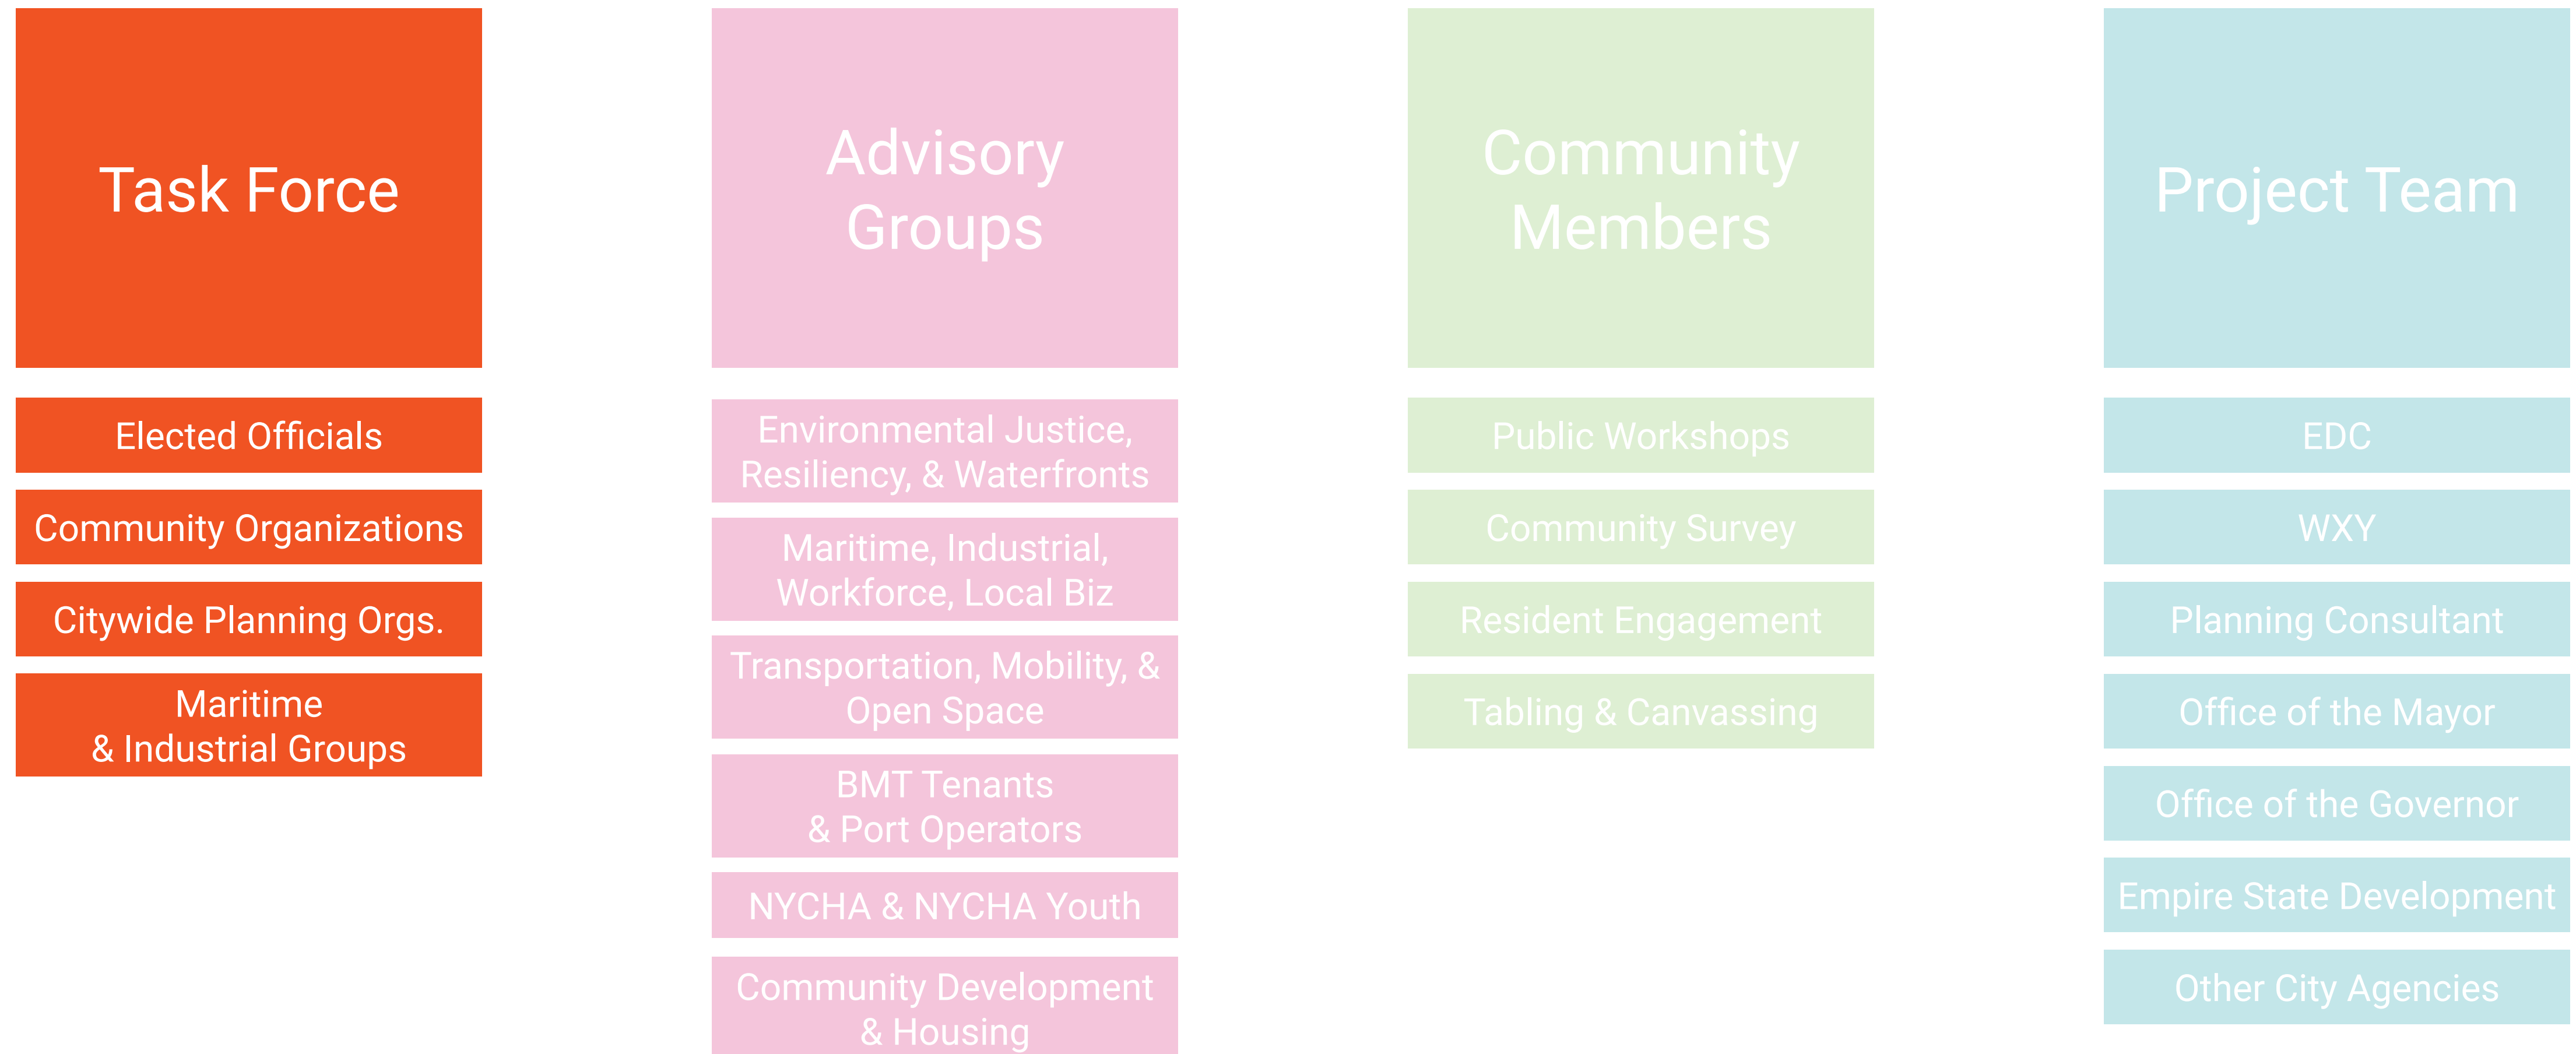 Task Force
Elected Officials
Community Organizations
Citywide Planning Orgs.
Maritime
& Industrial Groups
Advisory
Groups
Environmental Justice,
Resiliency, & Waterfronts
Maritime, Industrial,
Workforce, Local Biz
Transportation, Mobility, &
Open Space
BMT Tenants
& Port Operators
NYCHA & NYCHA Youth
Community Development
& Housing
Community
Members
Public Workshops
Community Survey
Resident Engagement
Tabling & Canvassing
Project Team
EDC
WXY
Planning Consultant
Office of the Mayor
Office of the Governor
Empire State Development
Other City Agencies